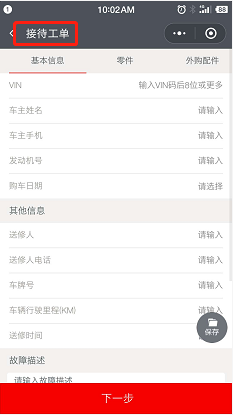 10:02AM
88
接待工单
基本信息
零件
外购配件
VIN
输入VIN码后8位或更多
车主姓名
请输入
车主手机
请输入
发动机号
请输入
购车日期
请选择
其他信息
送修人
请输入
送修人电话
请输入
车牌号
请输入
车辆行驶里程(KM)
请输入
送修时间
保存
故障描述
请输入故障描述
下一步